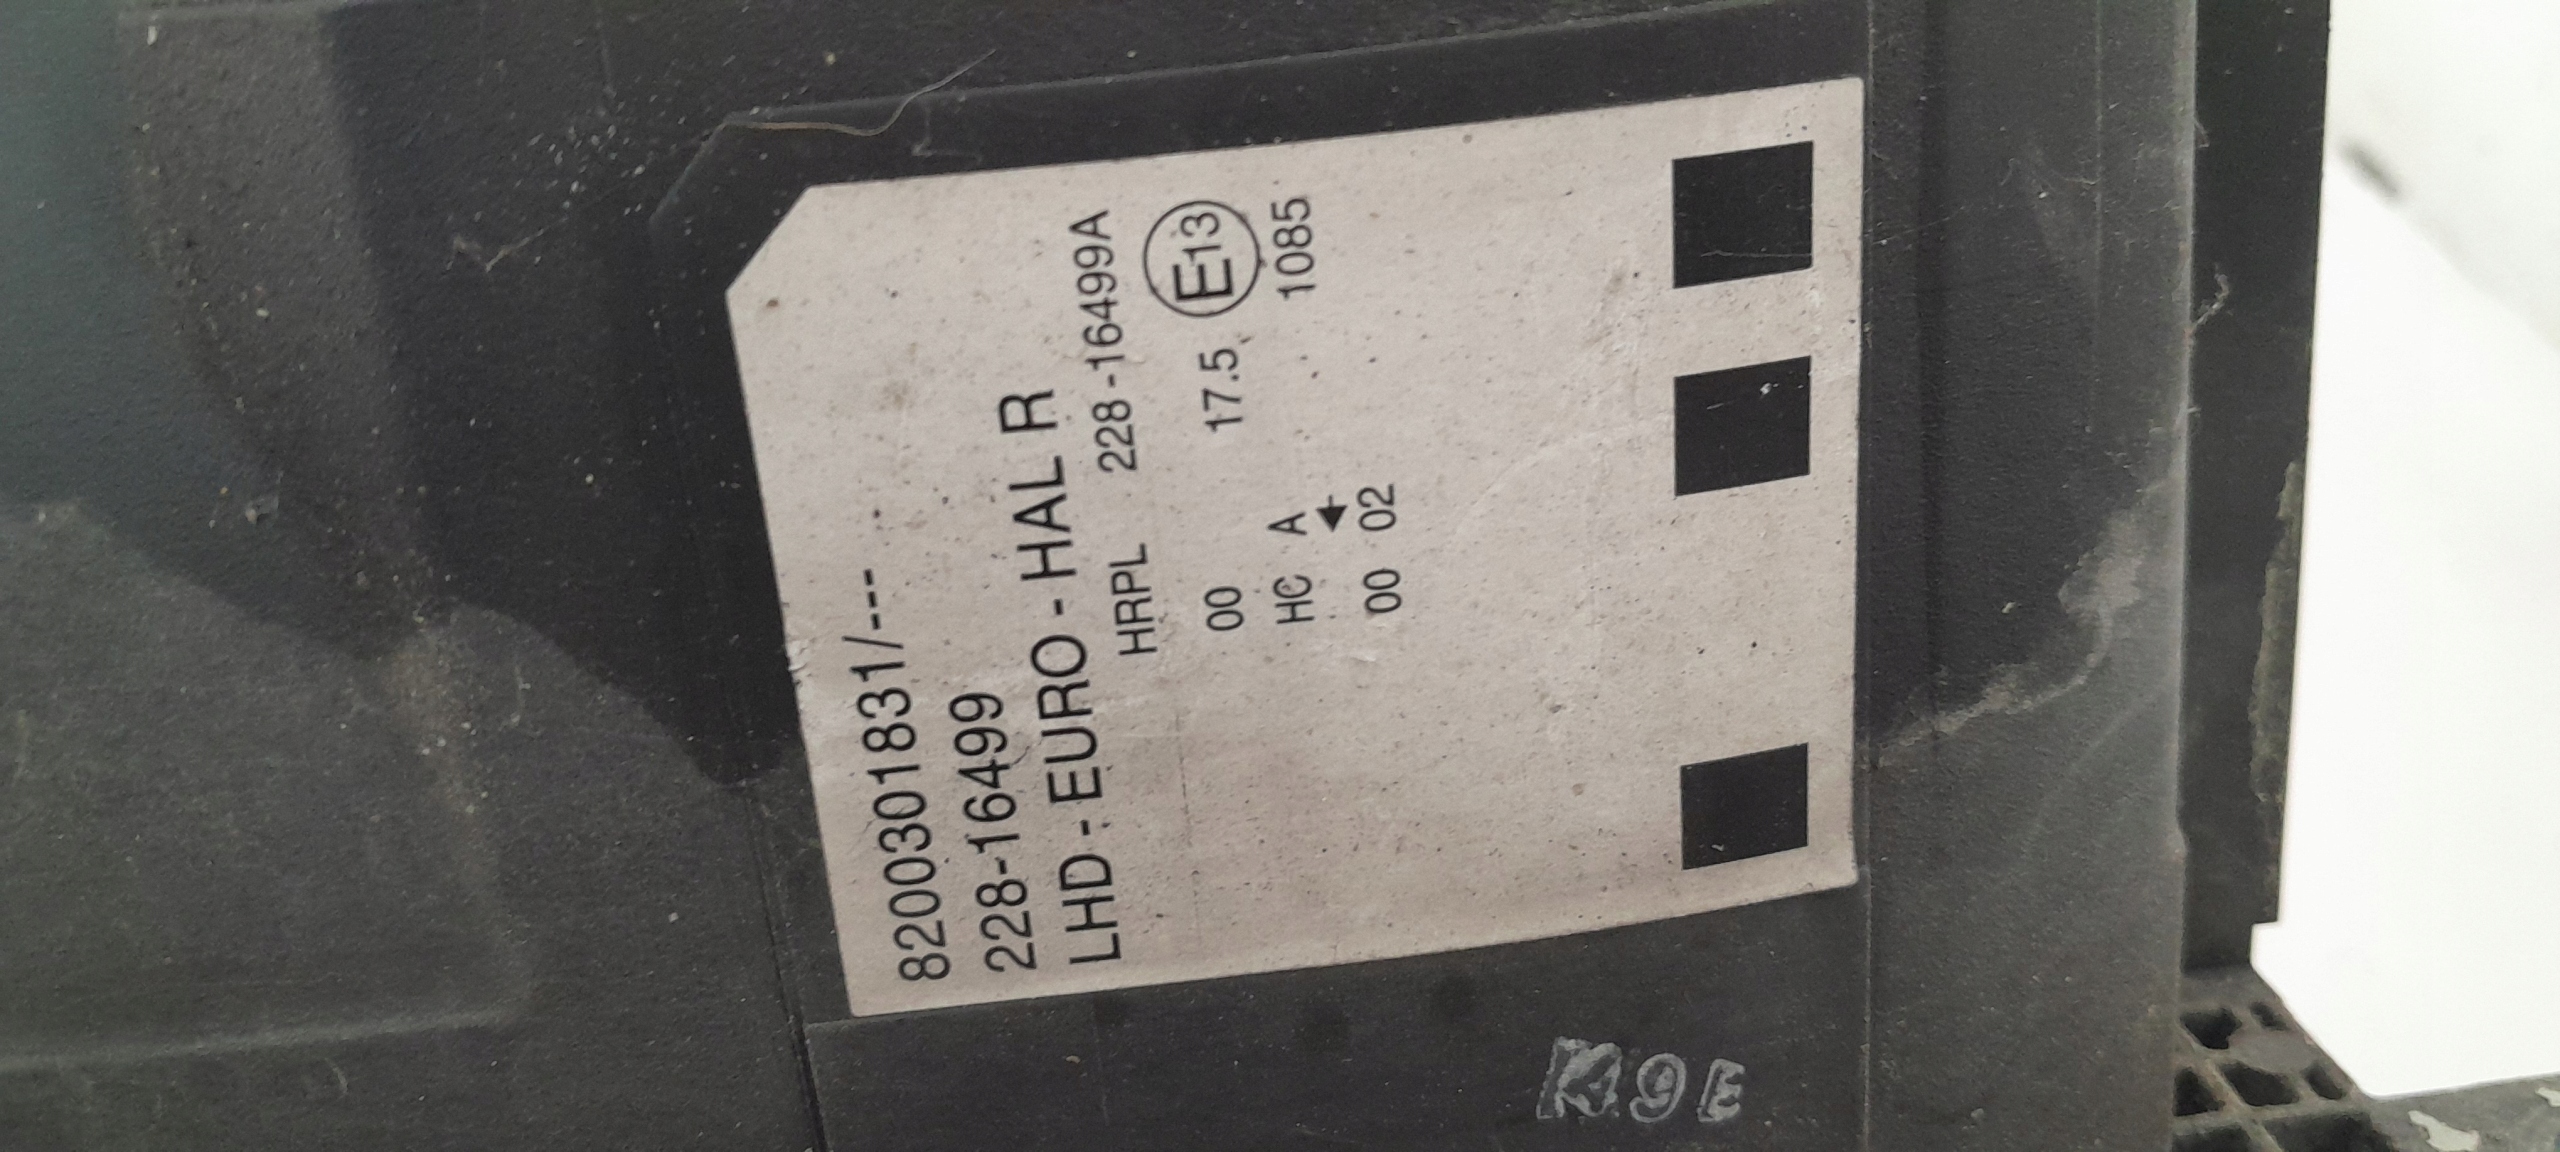 8200301831/---
228-16499
LHD - EURO - HAL R
HRPL 228-16499A
00 17.5 E13
HC A 1085
00 02
K9E